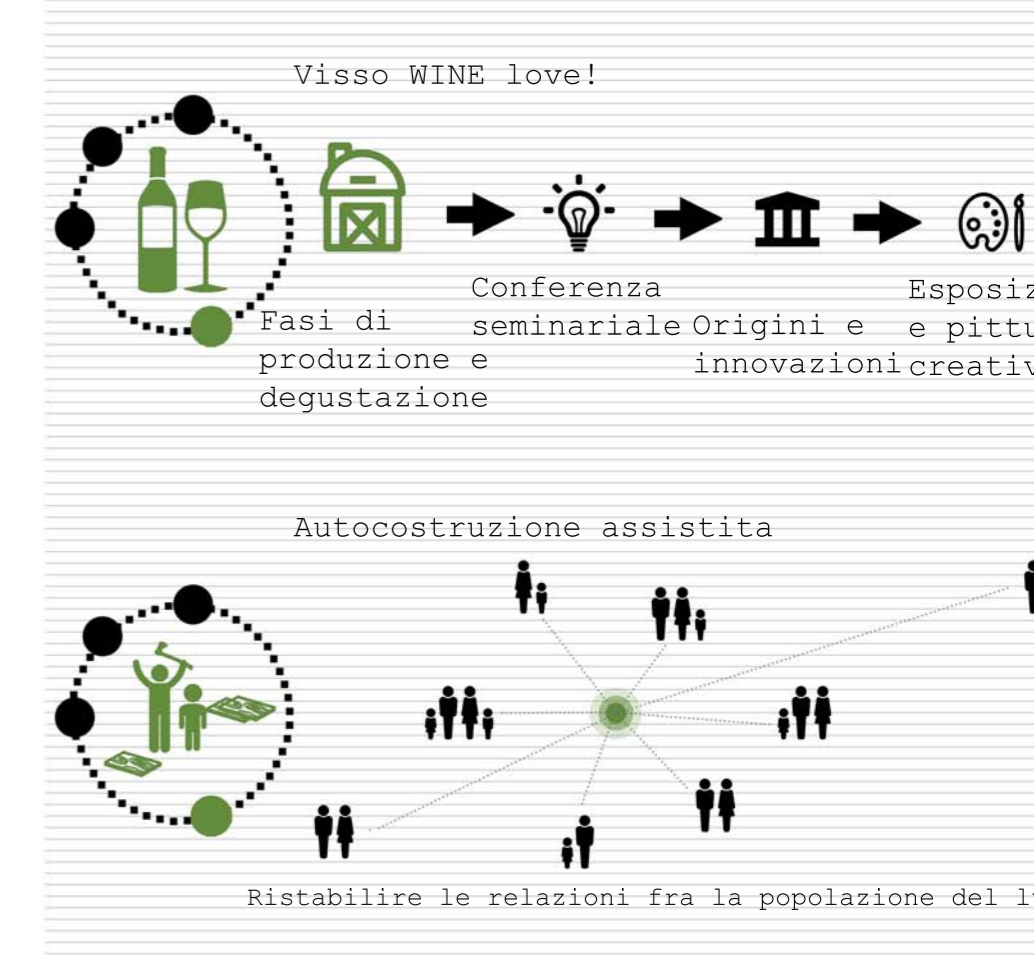 Visso WINE love!
Fasi di
produzione e
degustazione
Conferenza
seminariale
Origini e
innovazioni
e
Autocostruzione assistita
Ristabilire le relazioni fra la popolazione del